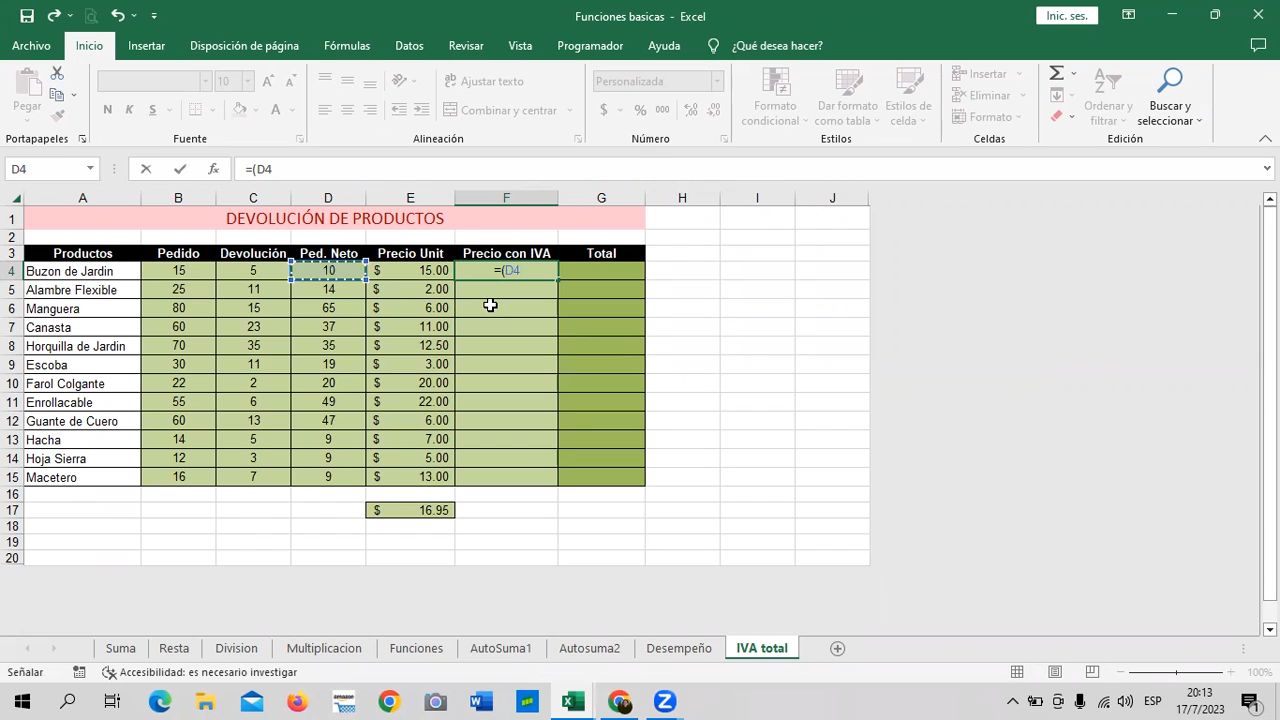 Funciones basicas - Excel
Inic. ses.
Archivo Inicio Insertar Disposición de página Fórmulas Datos Revisar Vista Programador Ayuda ¿Qué desea hacer?
Pegar
10 A A
Ajustar texto
Personalizada
Insertar
N K S A
Combinar y centrar
$ % 000
Formato condicional
Dar formato como tabla
Estilos de celda
Eliminar
Formato
Ordenar y filtrar
Buscar y seleccionar
Portapapeles Fuente Alineación Número Estilos Celdas Edición
D4 fx =(D4
A B C D E F G H I J
1 DEVOLUCIÓN DE PRODUCTOS
2
3 Productos Pedido Devolución Ped. Neto Precio Unit Precio con IVA Total
4 Buzon de Jardin 15 5 10 $ 15.00 =(D4
5 Alambre Flexible 25 11 14 $ 2.00
6 Manguera 80 15 65 $ 6.00
7 Canasta 60 23 37 $ 11.00
8 Horquilla de Jardin 70 35 35 $ 12.50
9 Escoba 30 11 19 $ 3.00
10 Farol Colgante 22 2 20 $ 20.00
11 Enrollacable 55 6 49 $ 22.00
12 Guante de Cuero 60 13 47 $ 6.00
13 Hacha 14 5 9 $ 7.00
14 Hoja Sierra 12 3 9 $ 5.00
15 Macetero 16 7 9 $ 13.00
16
17 $ 16.95
18
19
20
Suma Resta Division Multiplicacion Funciones AutoSuma1 Autosuma2 Desempeño IVA total
Señalar Accesibilidad: es necesario investigar 100%
ESP 20:13
17/7/2023